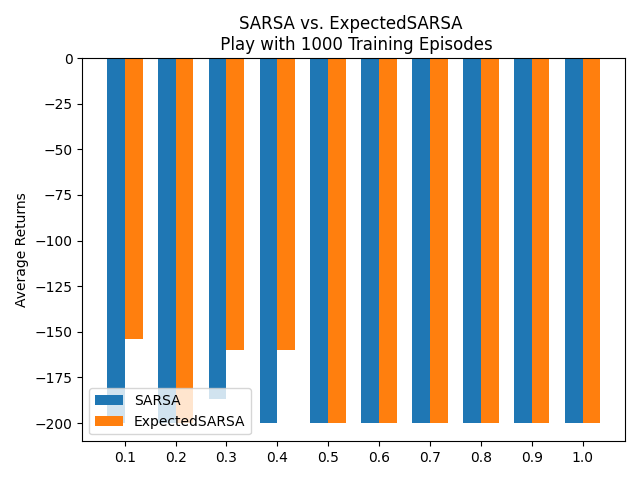 SARSA vs. ExpectedSARSA
Play with 1000 Training Episodes
Average Returns
0
−25
−50
−75
−100
−125
−150
−175
−200
SARSA
ExpectedSARSA
0.1 0.2 0.3 0.4 0.5 0.6 0.7 0.8 0.9 1.0